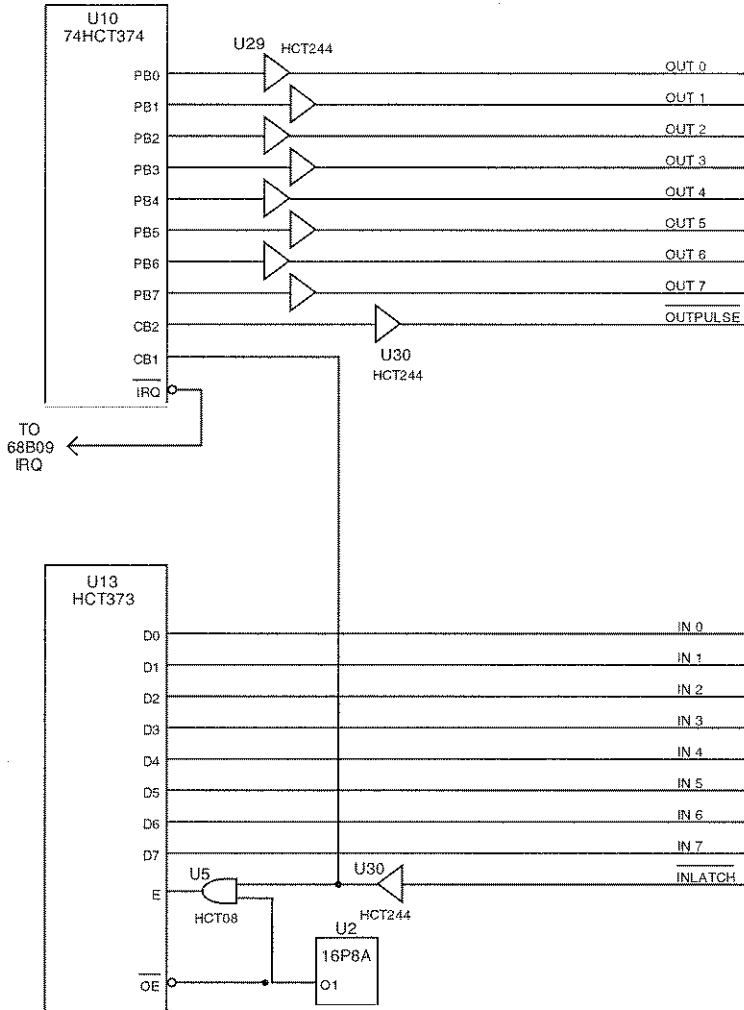 U10
74HCT374
U29 HCT244
PB0 OUT 0
PB1 OUT 1
PB2 OUT 2
PB3 OUT 3
PB4 OUT 4
PB5 OUT 5
PB6 OUT 6
PB7 OUT 7
CB2 OUTPULSE
U30
HCT244
CB1
IRQ
TO
68B09
IRQ
U13
HCT373
D0 IN 0
D1 IN 1
D2 IN 2
D3 IN 3
D4 IN 4
D5 IN 5
D6 IN 6
D7 IN 7
U5 U30 INLATCH
E
HCT08 HCT244
U2
16P8A
OE O1